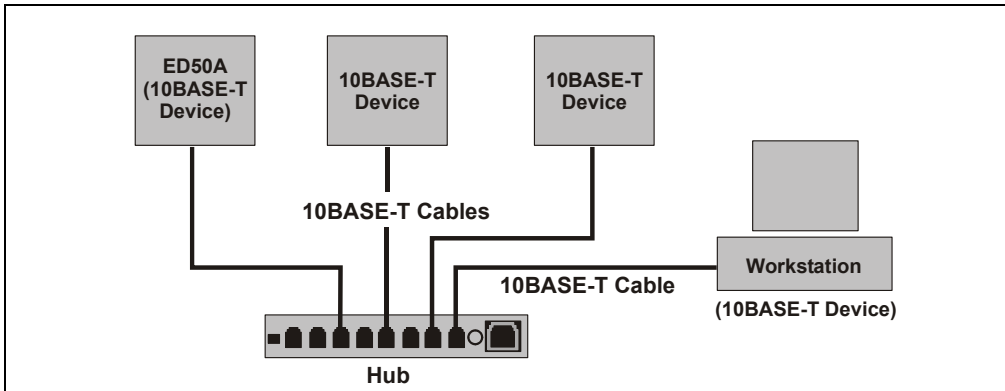 ED50A
(10BASE-T
Device)
10BASE-T
Device
10BASE-T
Device
10BASE-T Cables
10BASE-T Cable
Workstation
(10BASE-T Device)
Hub